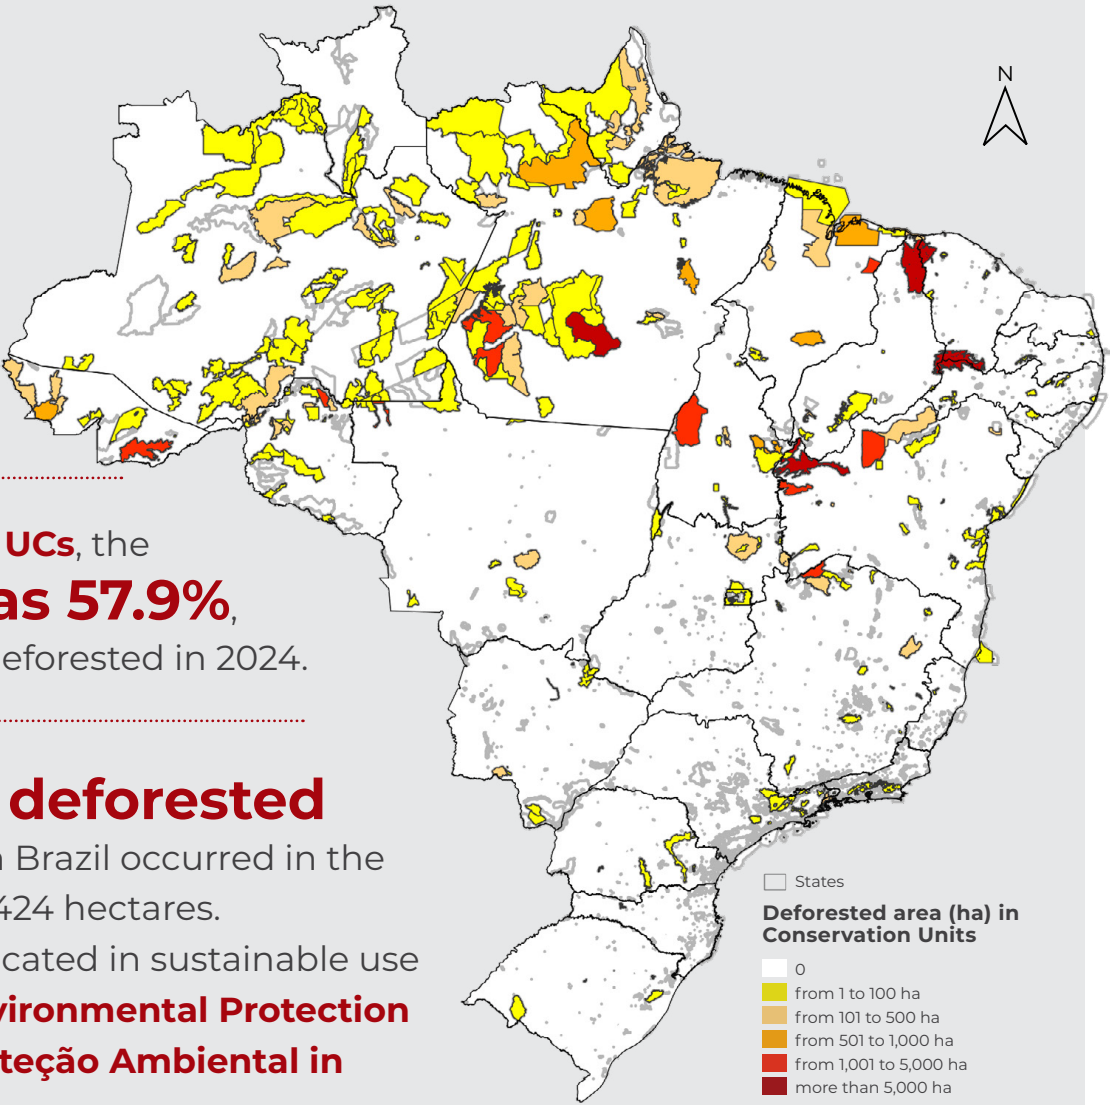 N
UCs, the
as 57.9%,
deforested in 2024.
deforested
Brazil occurred in the
424 hectares.
cated in sustainable use
vironmental Protection
teção Ambiental in
States
Deforested area (ha) in
Conservation Units
0
from 1 to 100 ha
from 101 to 500 ha
from 501 to 1,000 ha
from 1,001 to 5,000 ha
more than 5,000 ha